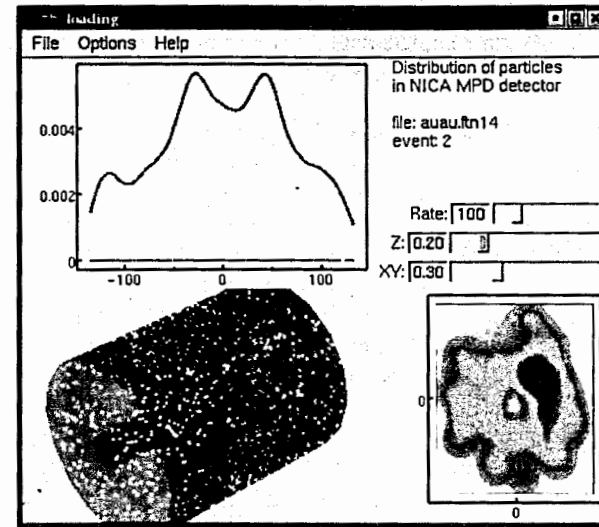 loading
File Options Help
Distribution of particles
in NICA MPD detector
file: auau.ftn14
event: 2
0.004
0.002
0
-100 0 100
Rate: 100
Z: 0.20
XY: 0.30
0
0